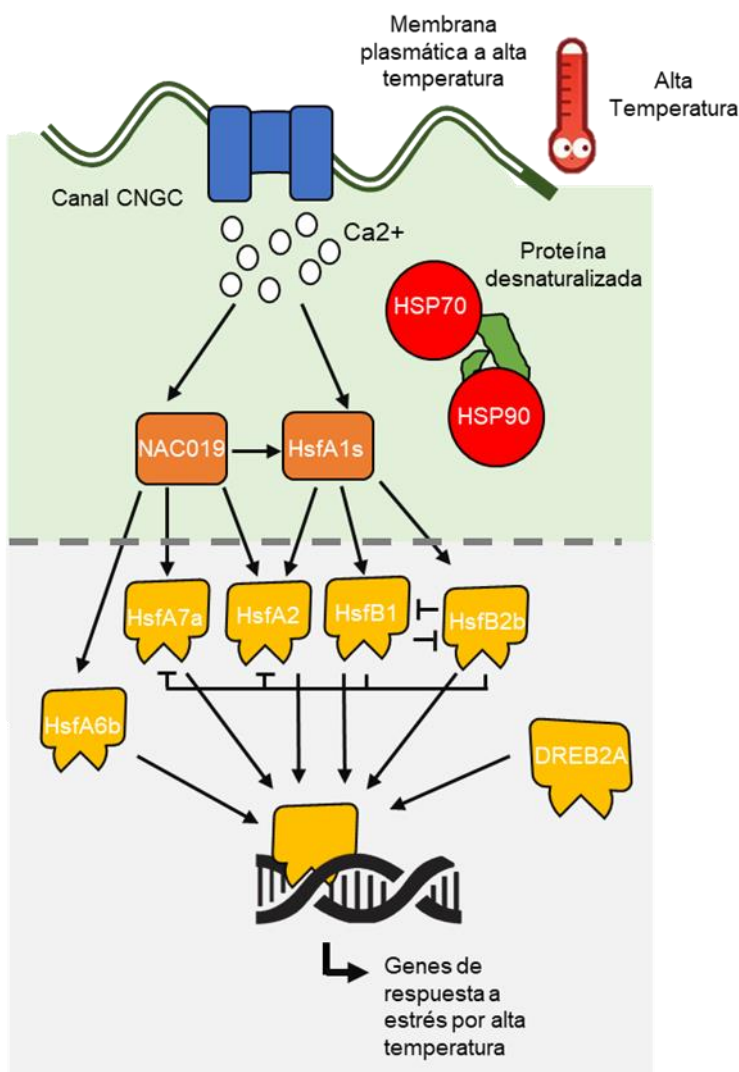 Membrana
plasmática a alta
temperatura
Alta
Temperatura
Canal CNGC
Ca2+
Proteína
desnaturalizada
HSP70
HSP90
NAC019
HsfA1s
HsfA7a
HsfA2
HsfB1
HsfB2b
HsfA6b
DREB2A
Genes de
respuesta a
estrés por alta
temperatura